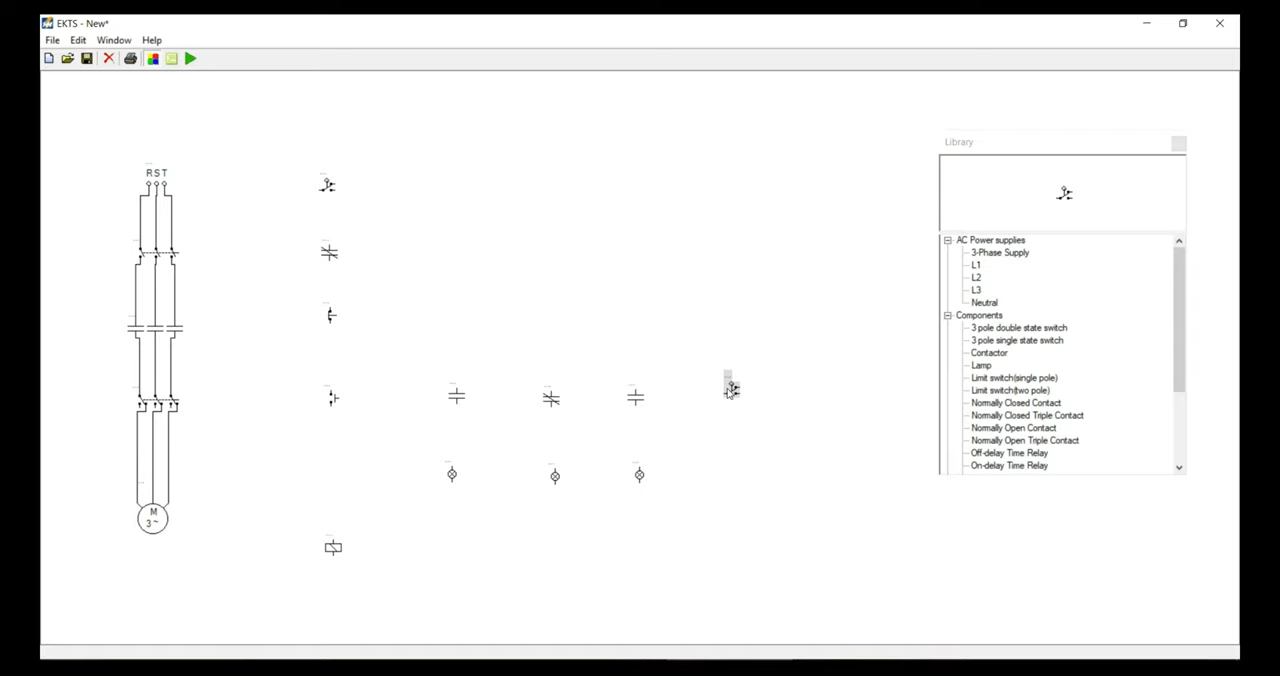 EKTS - New*
File Edit Window Help
R S T
M
3 ~
Library
AC Power supplies
3-Phase Supply
L1
L2
L3
Neutral
Components
3 pole double state switch
3 pole single state switch
Contactor
Lamp
Limit switch(single pole)
Limit switch(two pole)
Normally Closed Contact
Normally Closed Triple Contact
Normally Open Contact
Normally Open Triple Contact
Off-delay Time Relay
On-delay Time Relay